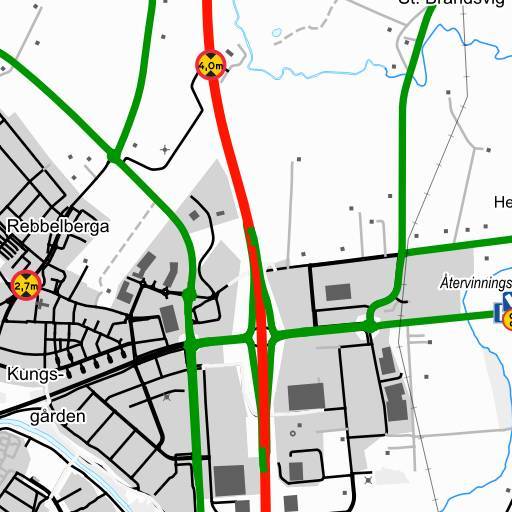 St. Brandsvig
4,0m
He
Rebbelberga
Återvinnings
2,7m
Kungs-
gården